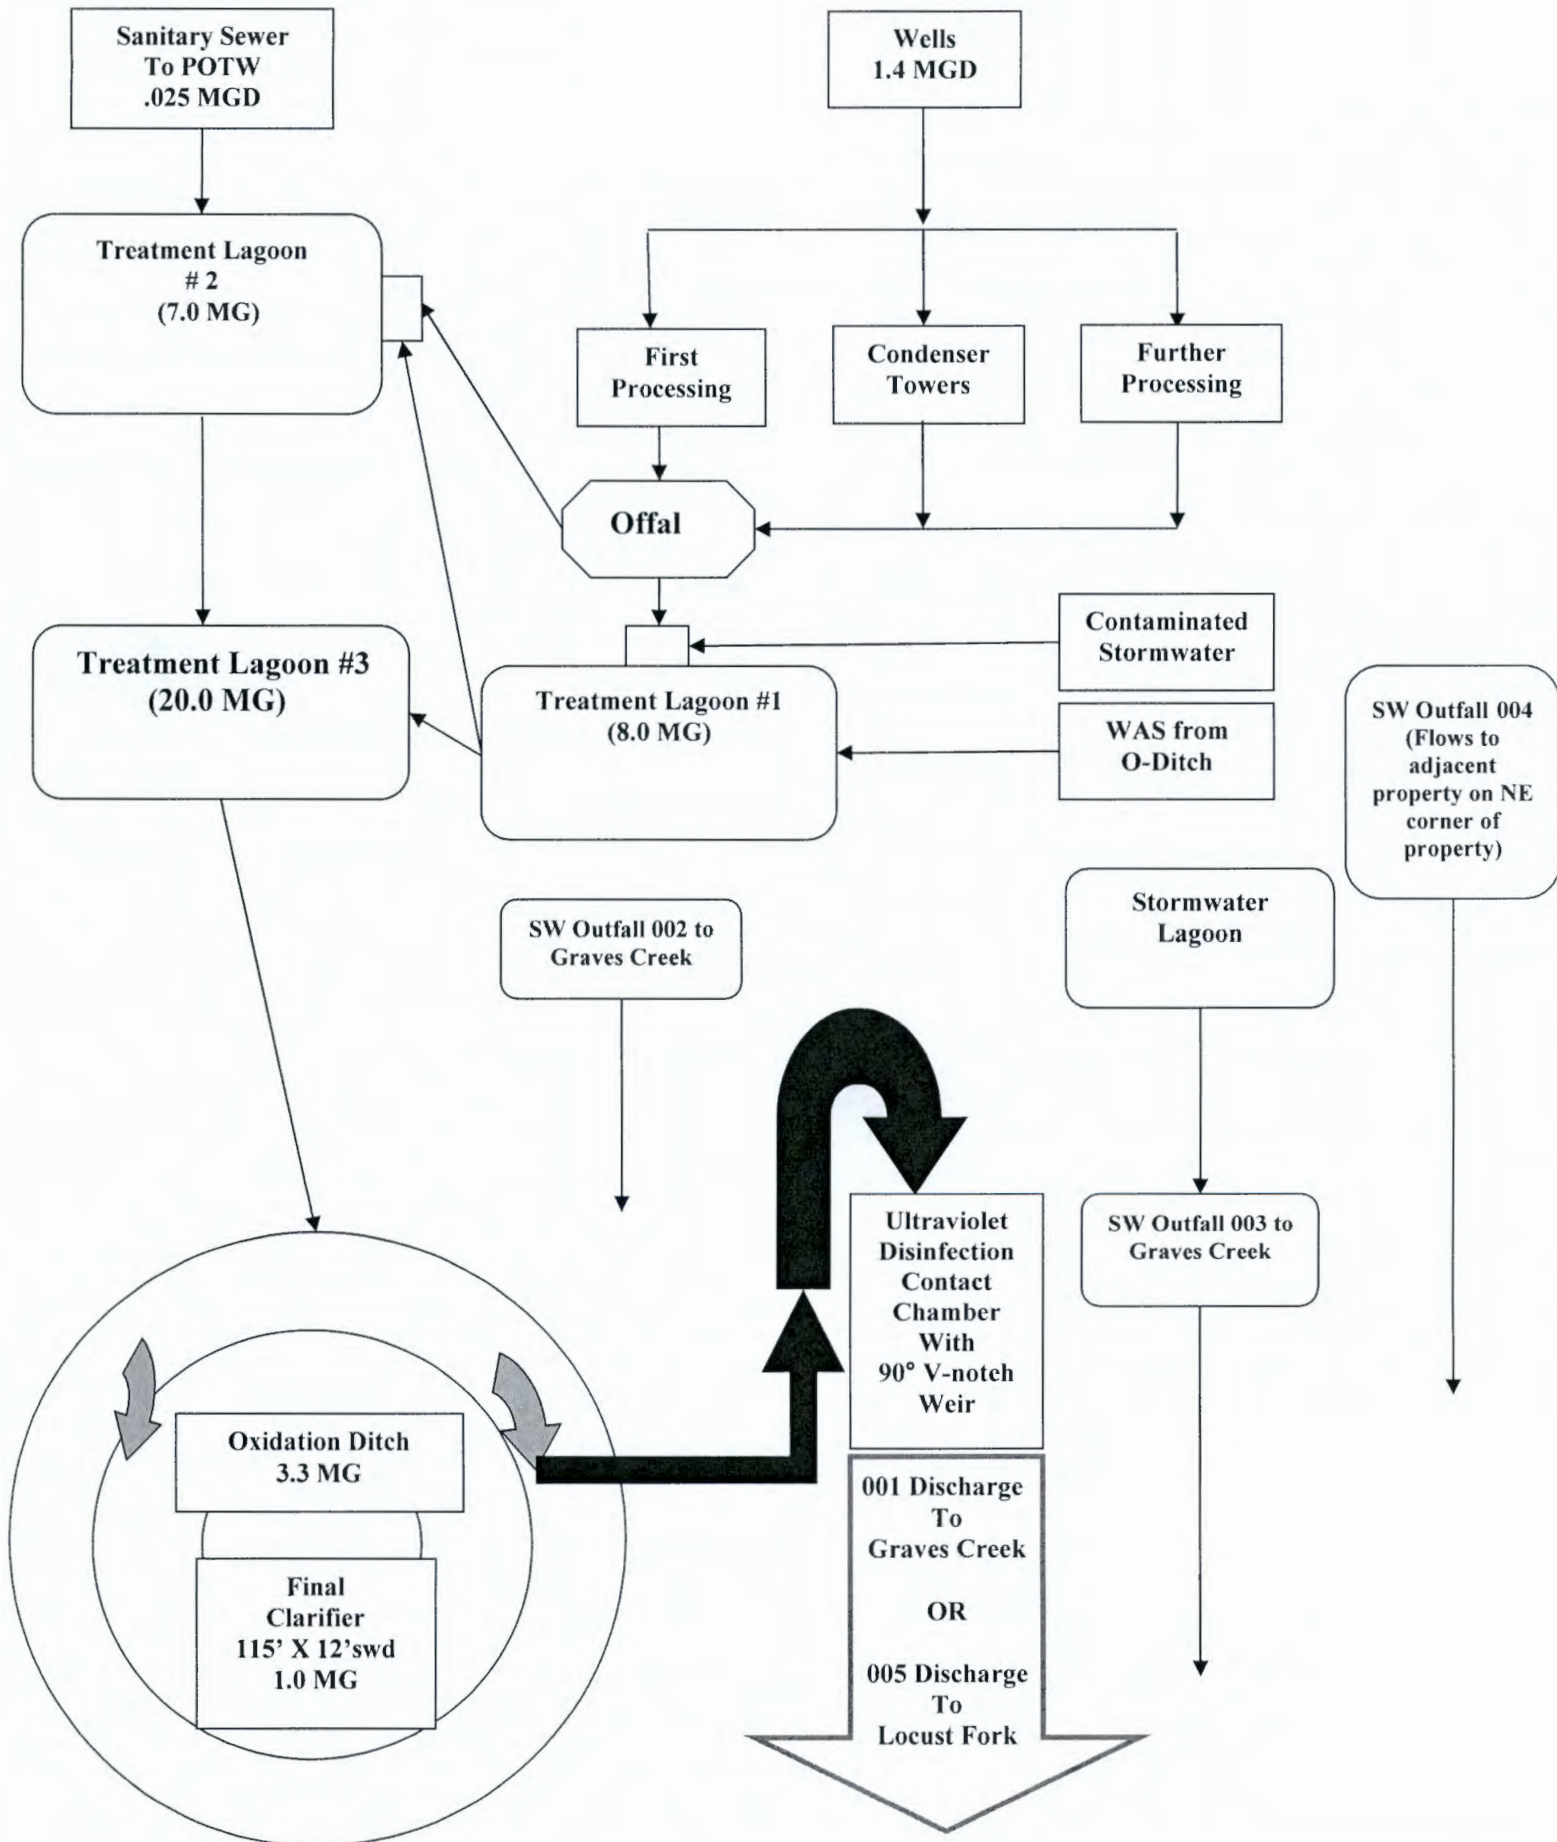 Sanitary Sewer
To POTW
.025 MGD
Wells
1.4 MGD
Treatment Lagoon
# 2
(7.0 MG)
First
Processing
Condenser
Towers
Further
Processing
Offal
Contaminated
Stormwater
Treatment Lagoon #3
(20.0 MG)
Treatment Lagoon #1
(8.0 MG)
WAS from
O-Ditch
SW Outfall 004
(Flows to
adjacent
property on NE
corner of
property)
SW Outfall 002 to
Graves Creek
Stormwater
Lagoon
Ultraviolet
Disinfection
Contact
Chamber
With
90° V-notch
Weir
SW Outfall 003 to
Graves Creek
Oxidation Ditch
3.3 MG
Final
Clarifier
115' X 12'swd
1.0 MG
001 Discharge
To
Graves Creek
OR
005 Discharge
To
Locust Fork